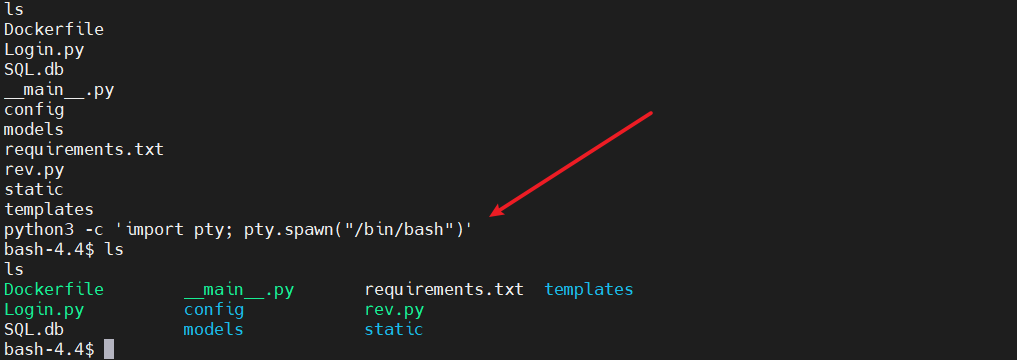 ls
Dockerfile
Login.py
SQL.db
__main__.py
config
models
requirements.txt
rev.py
static
templates
python3 -c 'import pty; pty.spawn("/bin/bash")'
bash-4.4$ ls
ls
Dockerfile        __main__.py       requirements.txt  templates
Login.py          config            rev.py
SQL.db            models            static
bash-4.4$